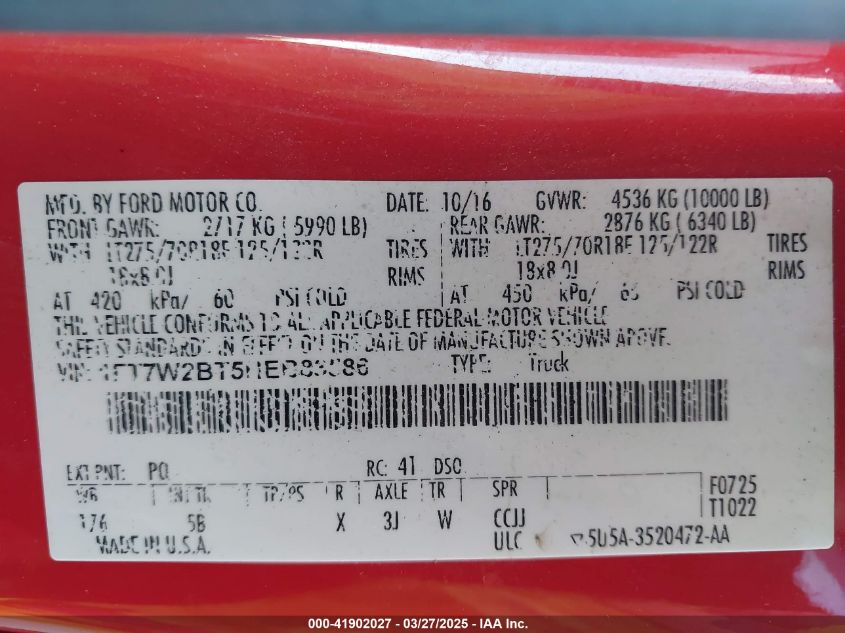 MFD. BY FORD MOTOR CO. DATE: 10/16 GVWR: 4536 KG (10000 LB)
FRONT GAWR: 2717 KG ( 5990 LB) REAR GAWR: 2876 KG ( 6340 LB)
WITH LT275/70R18E 125/122R TIRES WITH LT275/70R18E 125/122R TIRES
18x8.0J RIMS 18x8.0J RIMS
AT 420 kPa/ 60 PSI COLD AT 450 kPa/ 65 PSI COLD
THIS VEHICLE CONFORMS TO ALL APPLICABLE FEDERAL MOTOR VEHICLE
SAFETY STANDARDS IN EFFECT ON THE DATE OF MANUFACTURE SHOWN ABOVE.
VIN: TYPE: Truck
EXT PNT: PQ RC: 41 DSO:
WB INT TR TP/PS R AXLE TR SPR F0725
176 5B X 3J W CCJJ T1022
MADE IN U.S.A. ULC 5U5A-3520472-AA
000-41902027 - 03/27/2025 - IAA Inc.